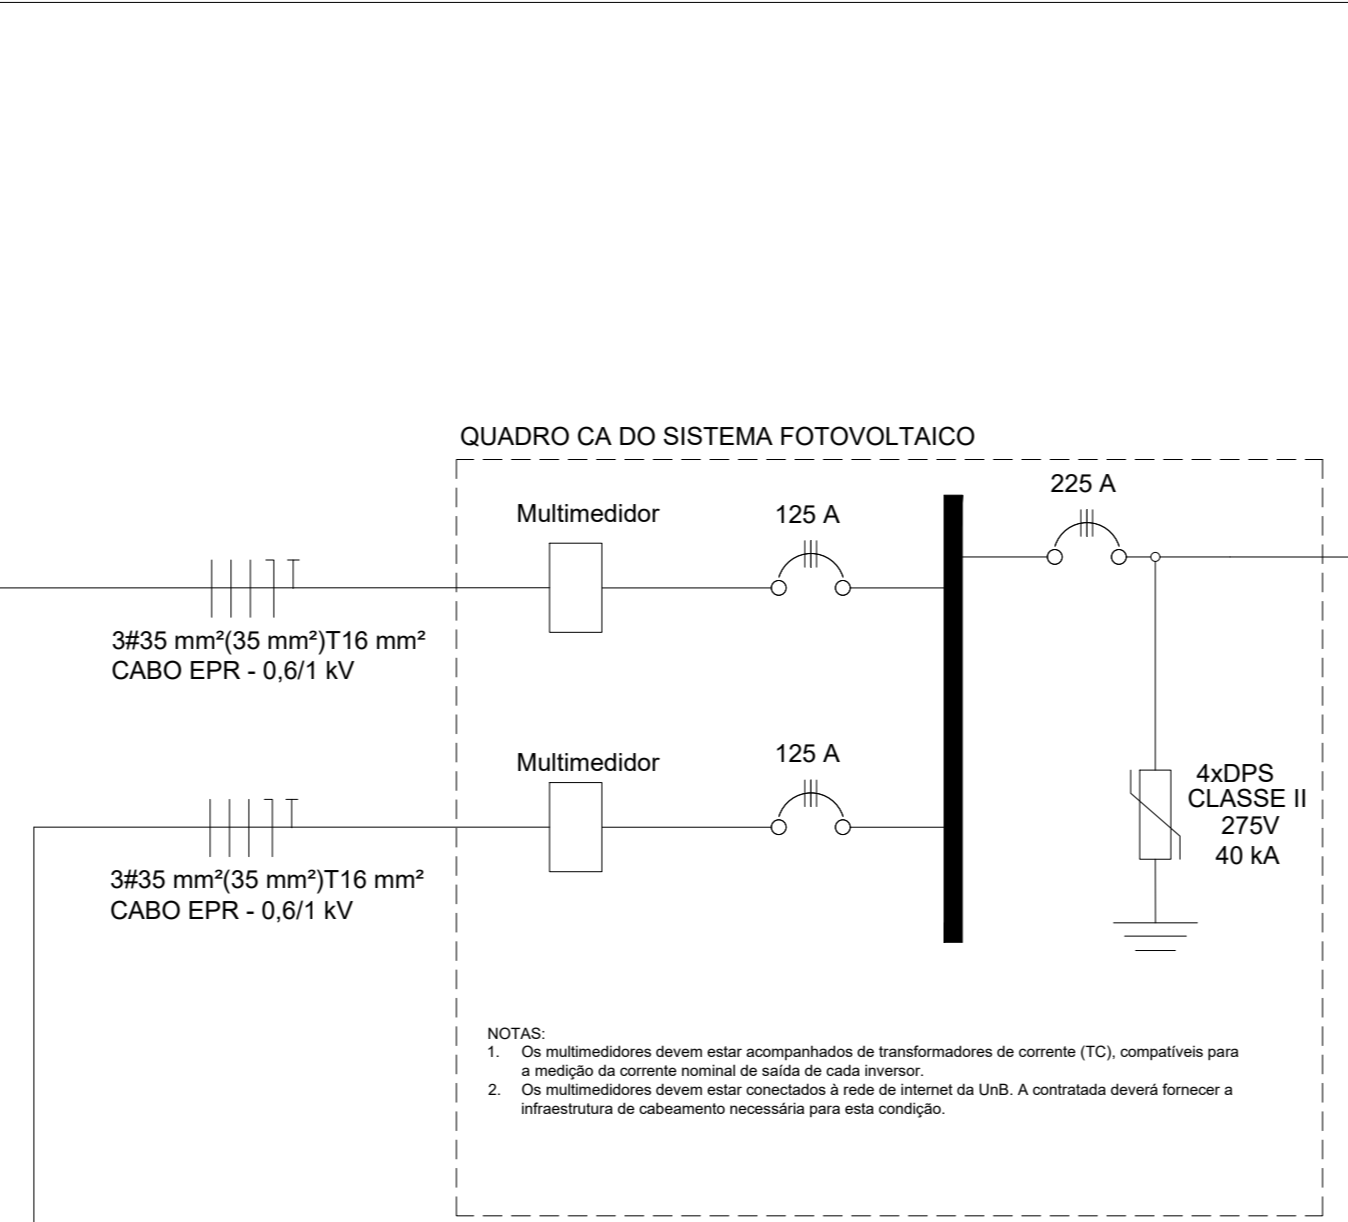 QUADRO CA DO SISTEMA FOTOVOLTAICO
225 A
Multimedidor
125 A
3#35 mm²(35 mm²)T16 mm²
CABO EPR - 0,6/1 kV
Multimedidor
125 A
4xDPS
CLASSE II
275V
40 kA
3#35 mm²(35 mm²)T16 mm²
CABO EPR - 0,6/1 kV
NOTAS:
1. Os multimedidores devem estar acompanhados de transformadores de corrente (TC), compatíveis para
a medição da corrente nominal de saída de cada inversor.
2. Os multimedidores devem estar conectados à rede de internet da UnB. A contratada deverá fornecer a
infraestrutura de cabeamento necessária para esta condição.